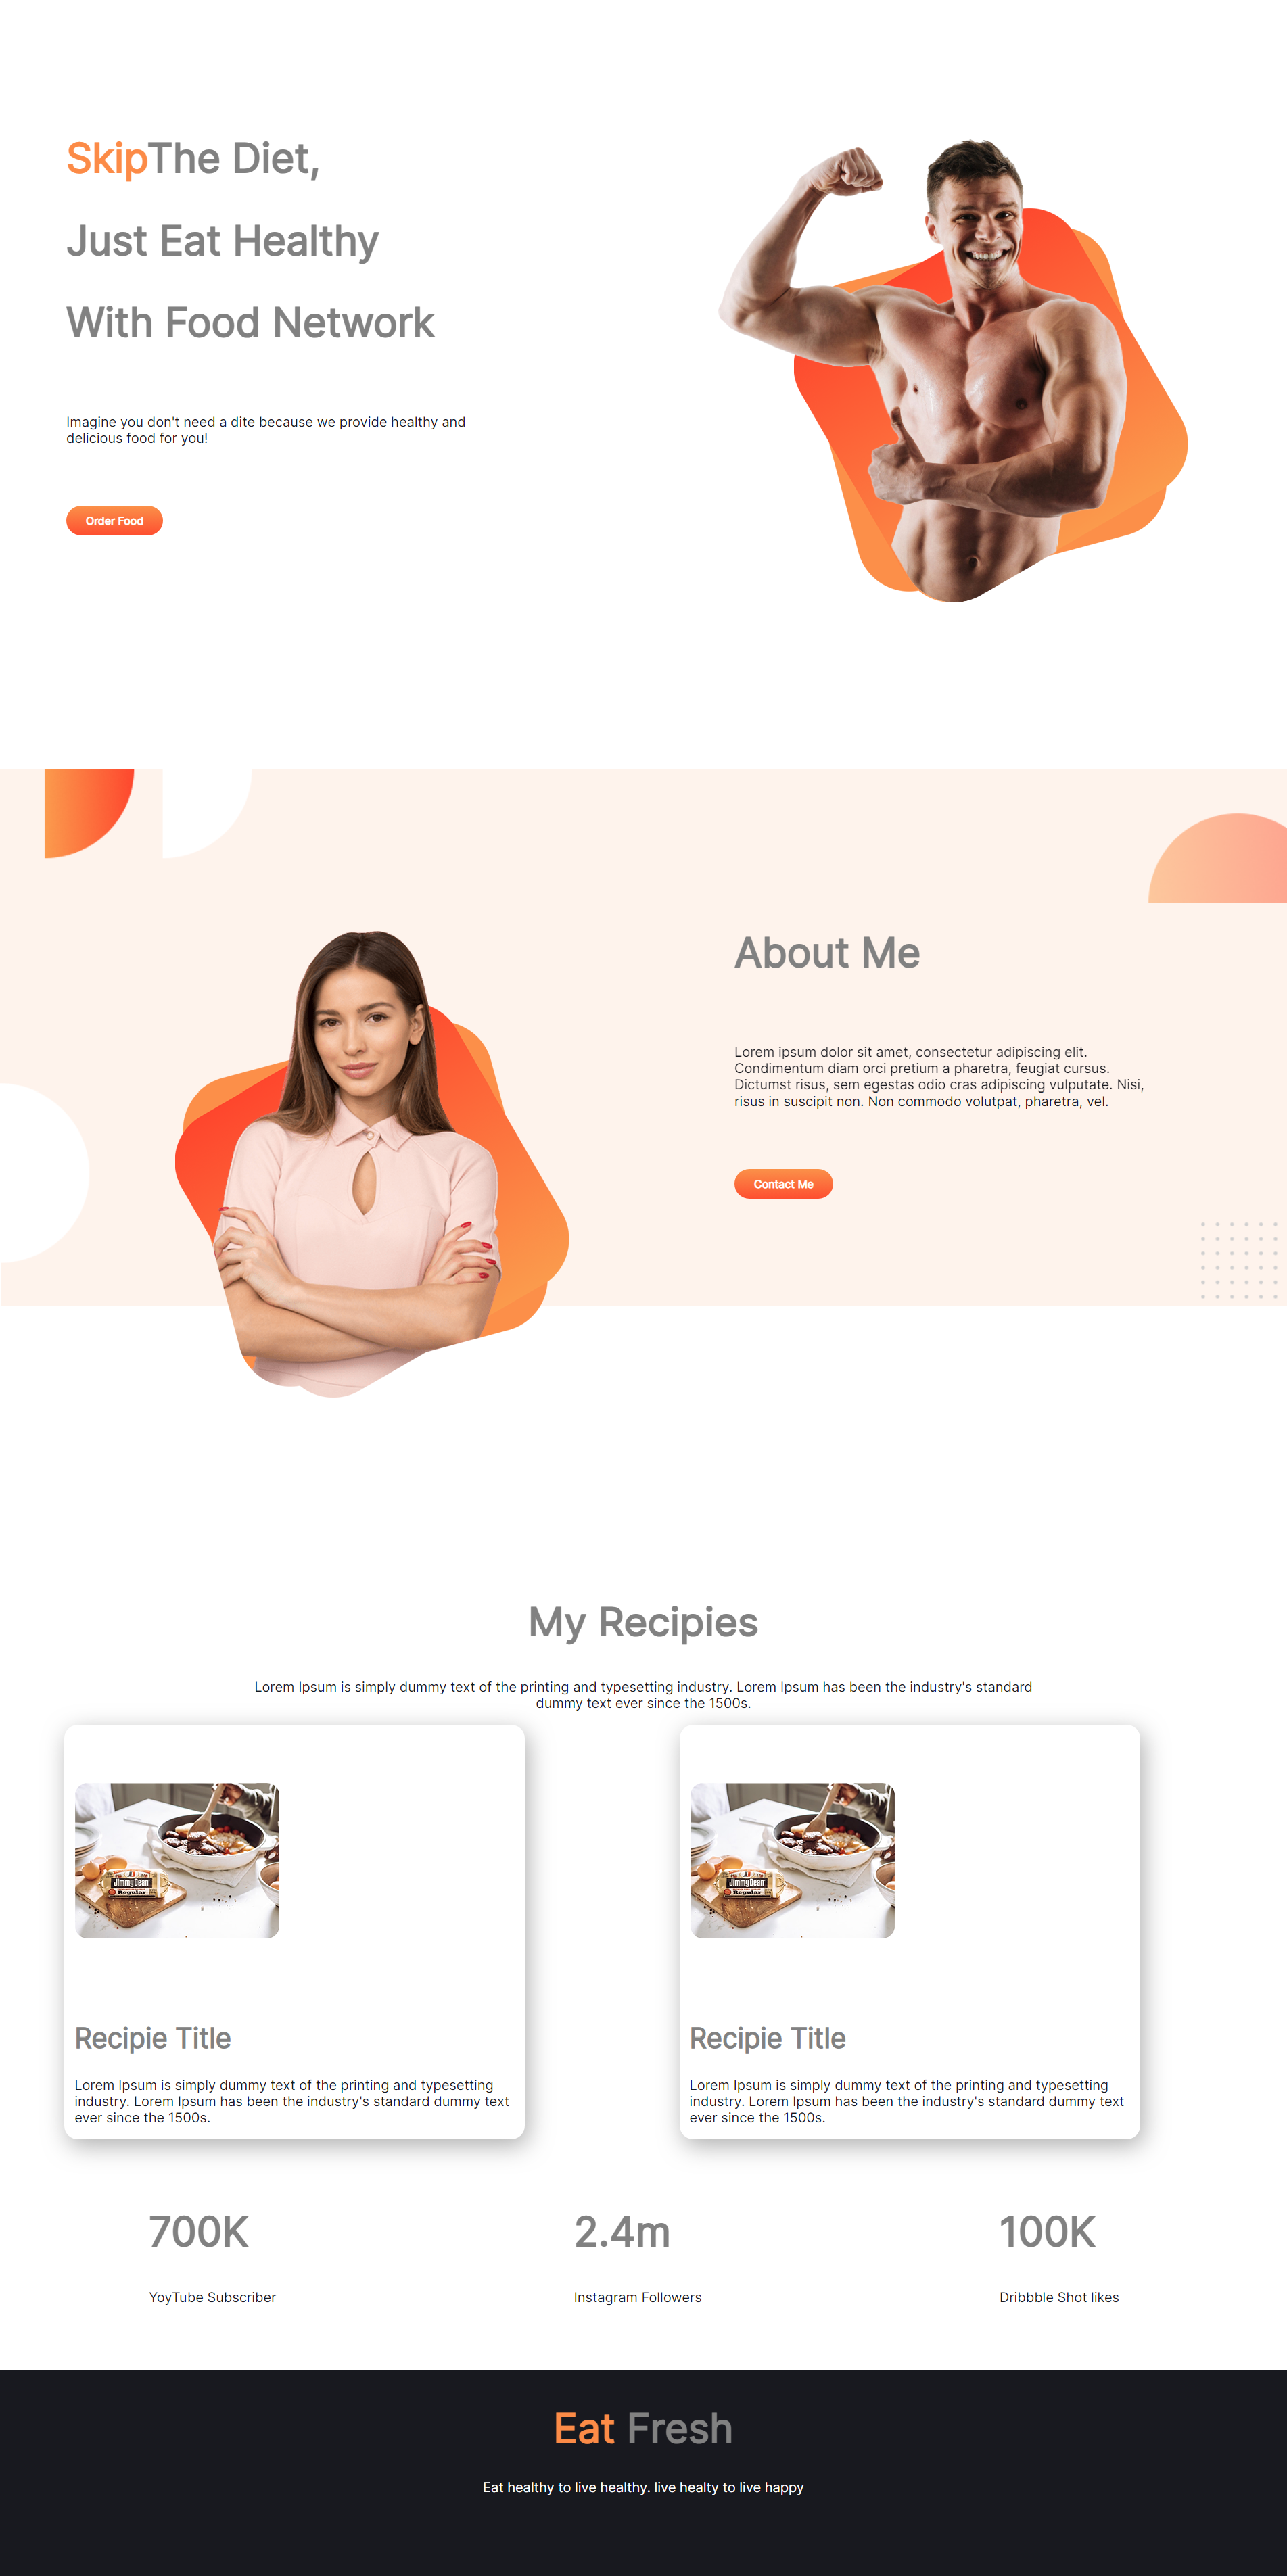 SkipThe Diet,
Just Eat Healthy
With Food Network
Imagine you don't need a dite because we provide healthy and
delicious food for you!
Order Food
About Me
Lorem ipsum dolor sit amet, consectetur adipiscing elit.
Condimentum diam orci pretium a pharetra, feugiat cursus.
Dictumst risus, sem egestas odio cras adipiscing vulputate. Nisi,
risus in suscipit non. Non commodo volutpat, pharetra, vel.
Contact Me
My Recipies
Lorem Ipsum is simply dummy text of the printing and typesetting industry. Lorem Ipsum has been the industry's standard
dummy text ever since the 1500s.
Jimmy Dean
Regular
Recipie Title
Lorem Ipsum is simply dummy text of the printing and typesetting
industry. Lorem Ipsum has been the industry's standard dummy text
ever since the 1500s.
Jimmy Dean
Regular
Recipie Title
Lorem Ipsum is simply dummy text of the printing and typesetting
industry. Lorem Ipsum has been the industry's standard dummy text
ever since the 1500s.
700K
YoyTube Subscriber
2.4m
Instagram Followers
100K
Dribbble Shot likes
Eat Fresh
Eat healthy to live healthy. live healty to live happy